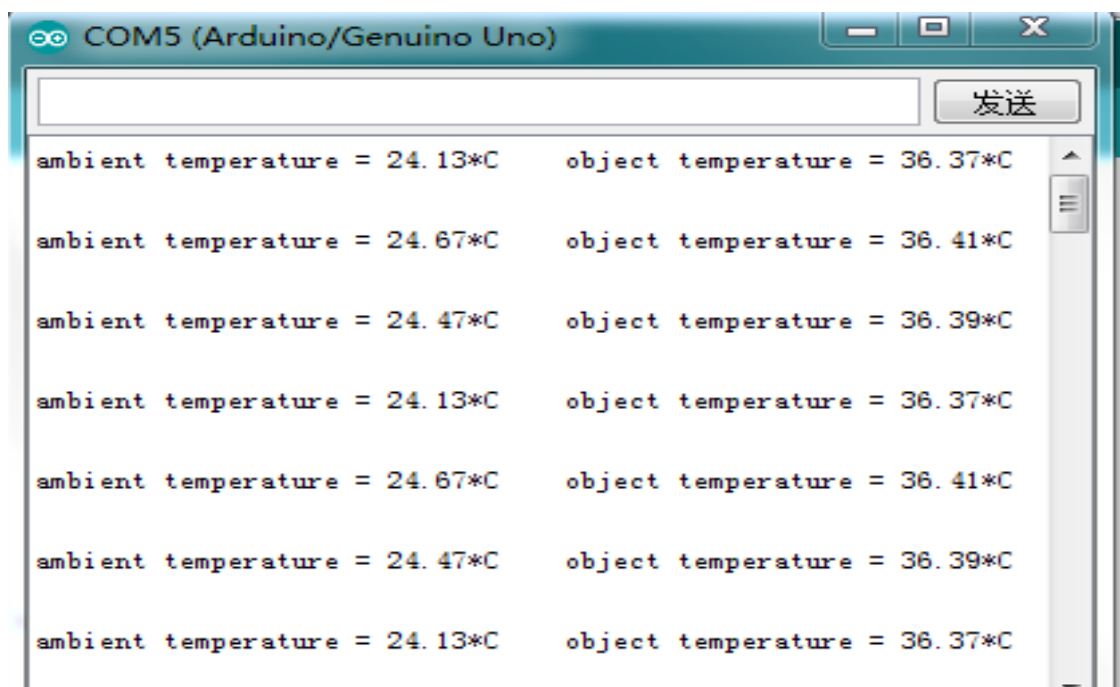 COM5 (Arduino/Genuino Uno)
发送
ambient temperature = 24.13*C    object temperature = 36.37*C
ambient temperature = 24.67*C    object temperature = 36.41*C
ambient temperature = 24.47*C    object temperature = 36.39*C
ambient temperature = 24.13*C    object temperature = 36.37*C
ambient temperature = 24.67*C    object temperature = 36.41*C
ambient temperature = 24.47*C    object temperature = 36.39*C
ambient temperature = 24.13*C    object temperature = 36.37*C